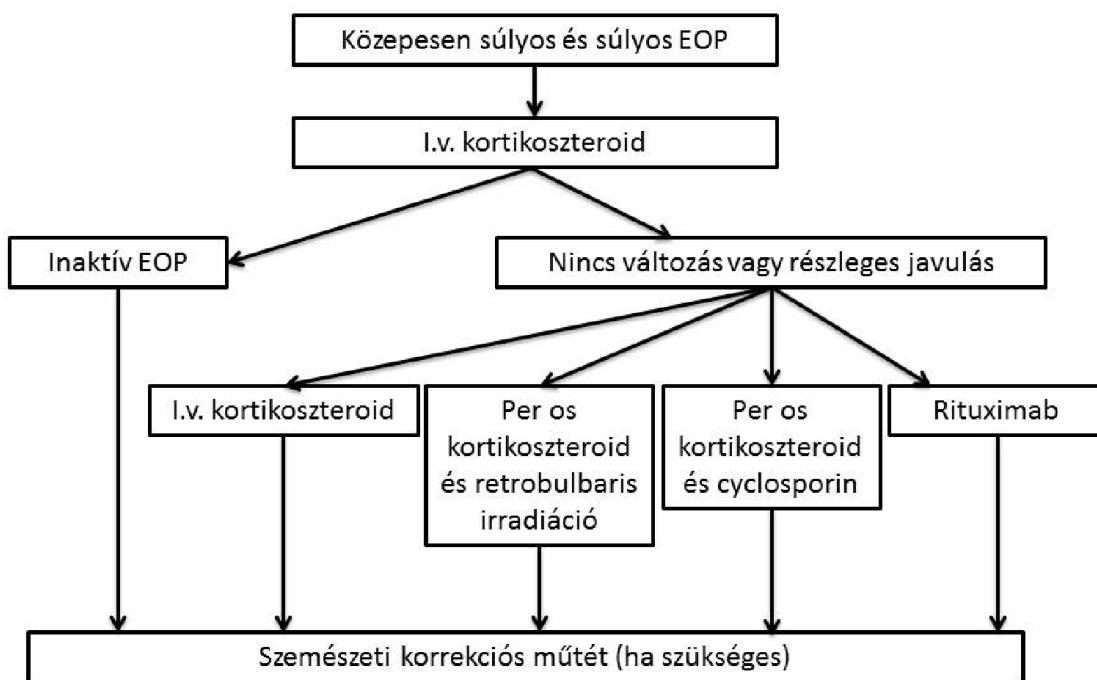 Közepesen súlyos és súlyos EOP
I.v. kortikoszteroid
Inaktív EOP
Nincs változás vagy részleges javulás
I.v. kortikoszteroid
Per os
kortikoszteroid
és retrobulbaris
irradiáció
Per os
kortikoszteroid
és cyclosporin
Rituximab
Szemészeti korrekciós műtét (ha szükséges)